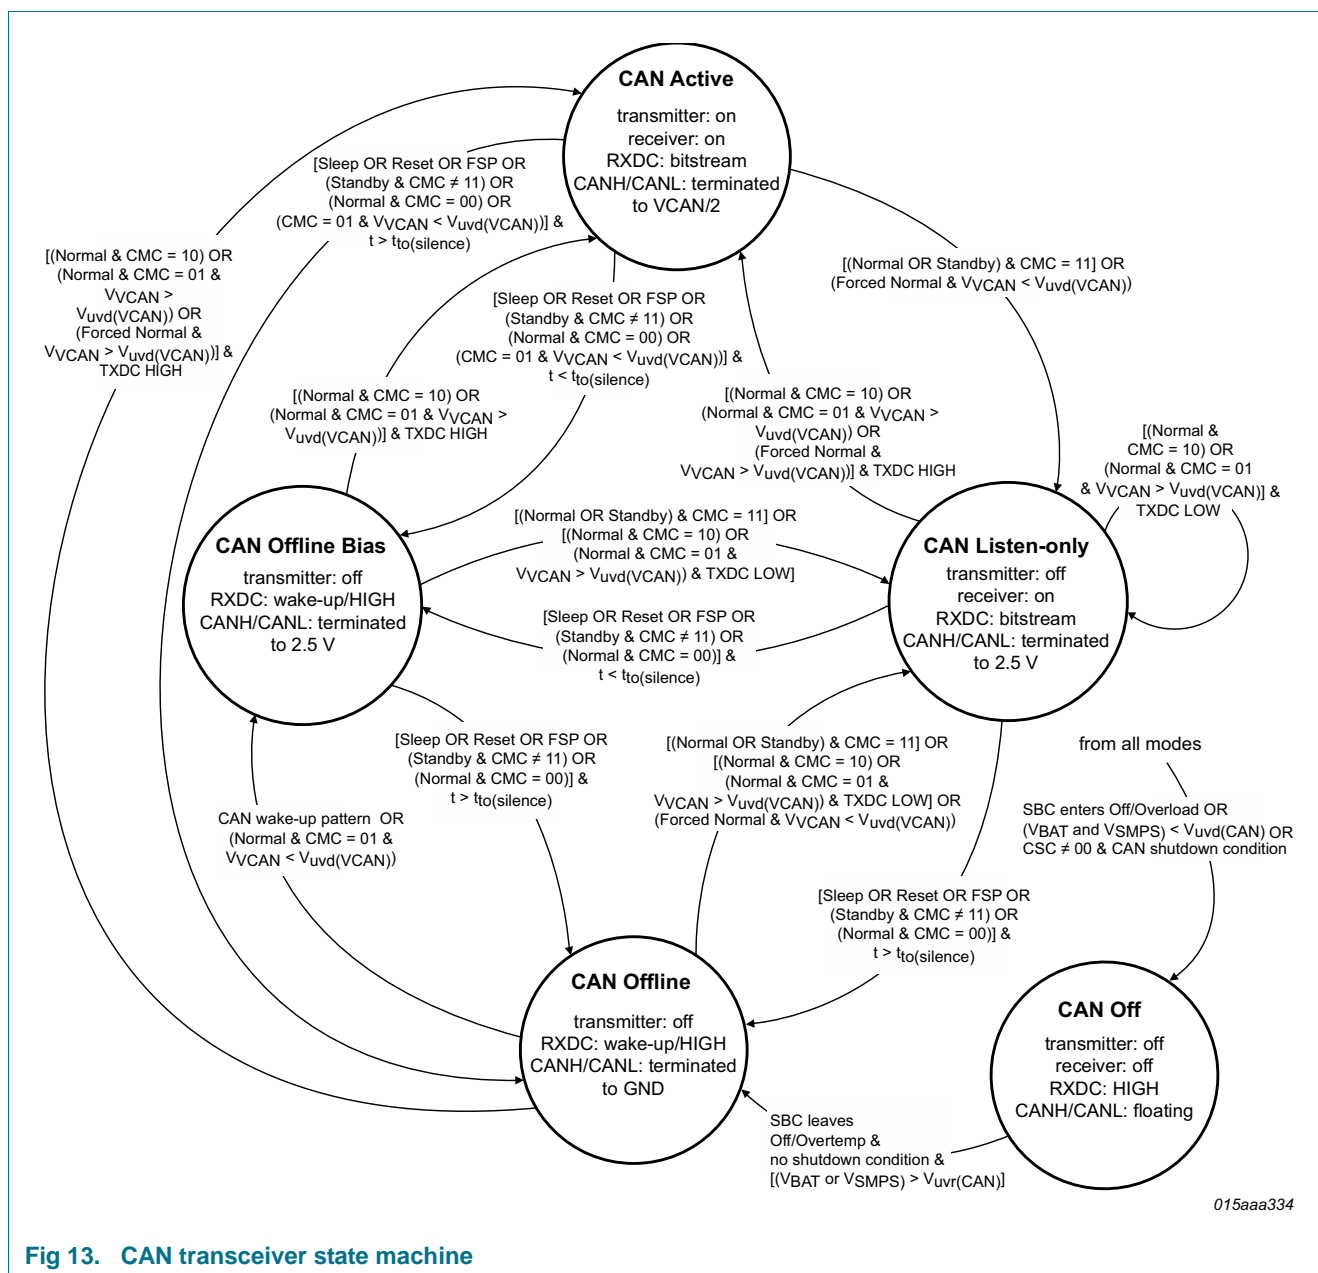 CAN Active
transmitter: on
receiver: on
RXDC: bitstream
CANH/CANL: terminated
to VCAN/2
[Sleep OR Reset OR FSP OR
(Standby & CMC ≠ 11) OR
(Normal & CMC = 00) OR
(CMC = 01 & VVCAN < Vuvd(VCAN))] &
t > tto(silence)
[(Normal & CMC = 10) OR
(Normal & CMC = 01 &
VVCAN >
Vuvd(VCAN)) OR
(Forced Normal &
VVCAN > Vuvd(VCAN))] &
TXDC HIGH
[Sleep OR Reset OR FSP OR
(Standby & CMC ≠ 11) OR
(Normal & CMC = 00) OR
(CMC = 01 & VVCAN < Vuvd(VCAN))] &
t < tto(silence)
[(Normal OR Standby) & CMC = 11] OR
(Forced Normal & VVCAN < Vuvd(VCAN))
[(Normal & CMC = 10) OR
(Normal & CMC = 01 & VVCAN >
Vuvd(VCAN))] & TXDC HIGH
[(Normal & CMC = 10) OR
(Normal & CMC = 01 & VVCAN >
Vuvd(VCAN)) OR
(Forced Normal &
VVCAN > Vuvd(VCAN))] & TXDC HIGH
[(Normal &
CMC = 10) OR
(Normal & CMC = 01
& VVCAN > Vuvd(VCAN)] &
TXDC LOW
CAN Offline Bias
transmitter: off
RXDC: wake-up/HIGH
CANH/CANL: terminated
to 2.5 V
[(Normal OR Standby) & CMC = 11] OR
[(Normal & CMC = 10) OR
(Normal & CMC = 01 &
VVCAN > Vuvd(VCAN)) & TXDC LOW]
[Sleep OR Reset OR FSP OR
(Standby & CMC ≠ 11) OR
(Normal & CMC = 00)] &
t < tto(silence)
CAN Listen-only
transmitter: off
receiver: on
RXDC: bitstream
CANH/CANL: terminated
to 2.5 V
[Sleep OR Reset OR FSP OR
(Standby & CMC ≠ 11) OR
(Normal & CMC = 00)] &
t > tto(silence)
[(Normal OR Standby) & CMC = 11] OR
[(Normal & CMC = 10) OR
(Normal & CMC = 01 &
VVCAN > Vuvd(VCAN)) & TXDC LOW] OR
(Forced Normal & VVCAN < Vuvd(VCAN))
from all modes
SBC enters Off/Overload OR
(VBAT and VSMPS) < Vuvd(CAN) OR
CSC ≠ 00 & CAN shutdown condition
CAN wake-up pattern OR
(Normal & CMC = 01 &
VVCAN < Vuvd(VCAN))
[Sleep OR Reset OR FSP OR
(Standby & CMC ≠ 11) OR
(Normal & CMC = 00)] &
t > tto(silence)
CAN Offline
transmitter: off
RXDC: wake-up/HIGH
CANH/CANL: terminated
to GND
CAN Off
transmitter: off
receiver: off
RXDC: HIGH
CANH/CANL: floating
SBC leaves
Off/Overtemp &
no shutdown condition &
[(VBAT or VSMPS) > Vuvr(CAN)]
015aaa334
Fig 13. CAN transceiver state machine